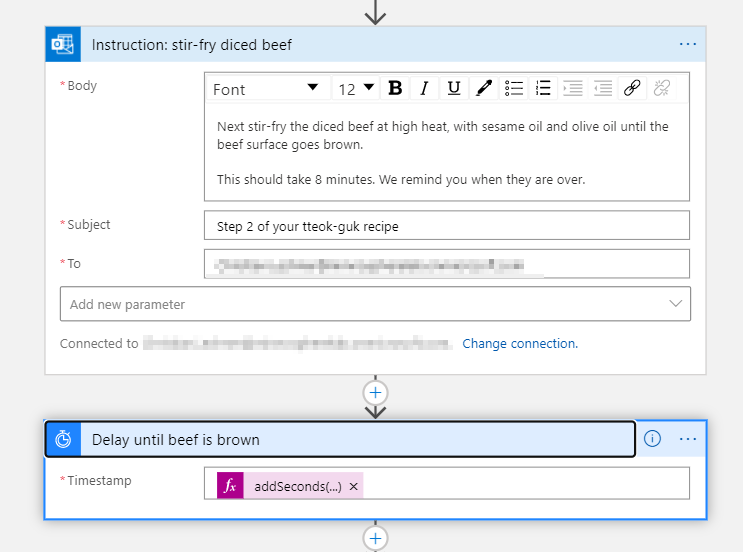 Instruction: stir-fry diced beef
* Body
Font 12 B I U
Next stir-fry the diced beef at high heat, with sesame oil and olive oil until the
beef surface goes brown.
This should take 8 minutes. We remind you when they are over.
* Subject
Step 2 of your tteok-guk recipe
* To
Add new parameter
Connected to
Change connection.
Delay until beef is brown
* Timestamp
fx addSeconds(...) ×